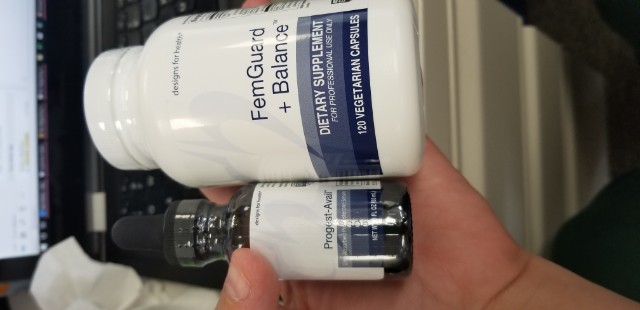 designs for health
FemGuard
+ Balance™
DIETARY SUPPLEMENT
FOR PROFESSIONAL USE ONLY
120 VEGETARIAN CAPSULES
designs for health
Progest-Avail